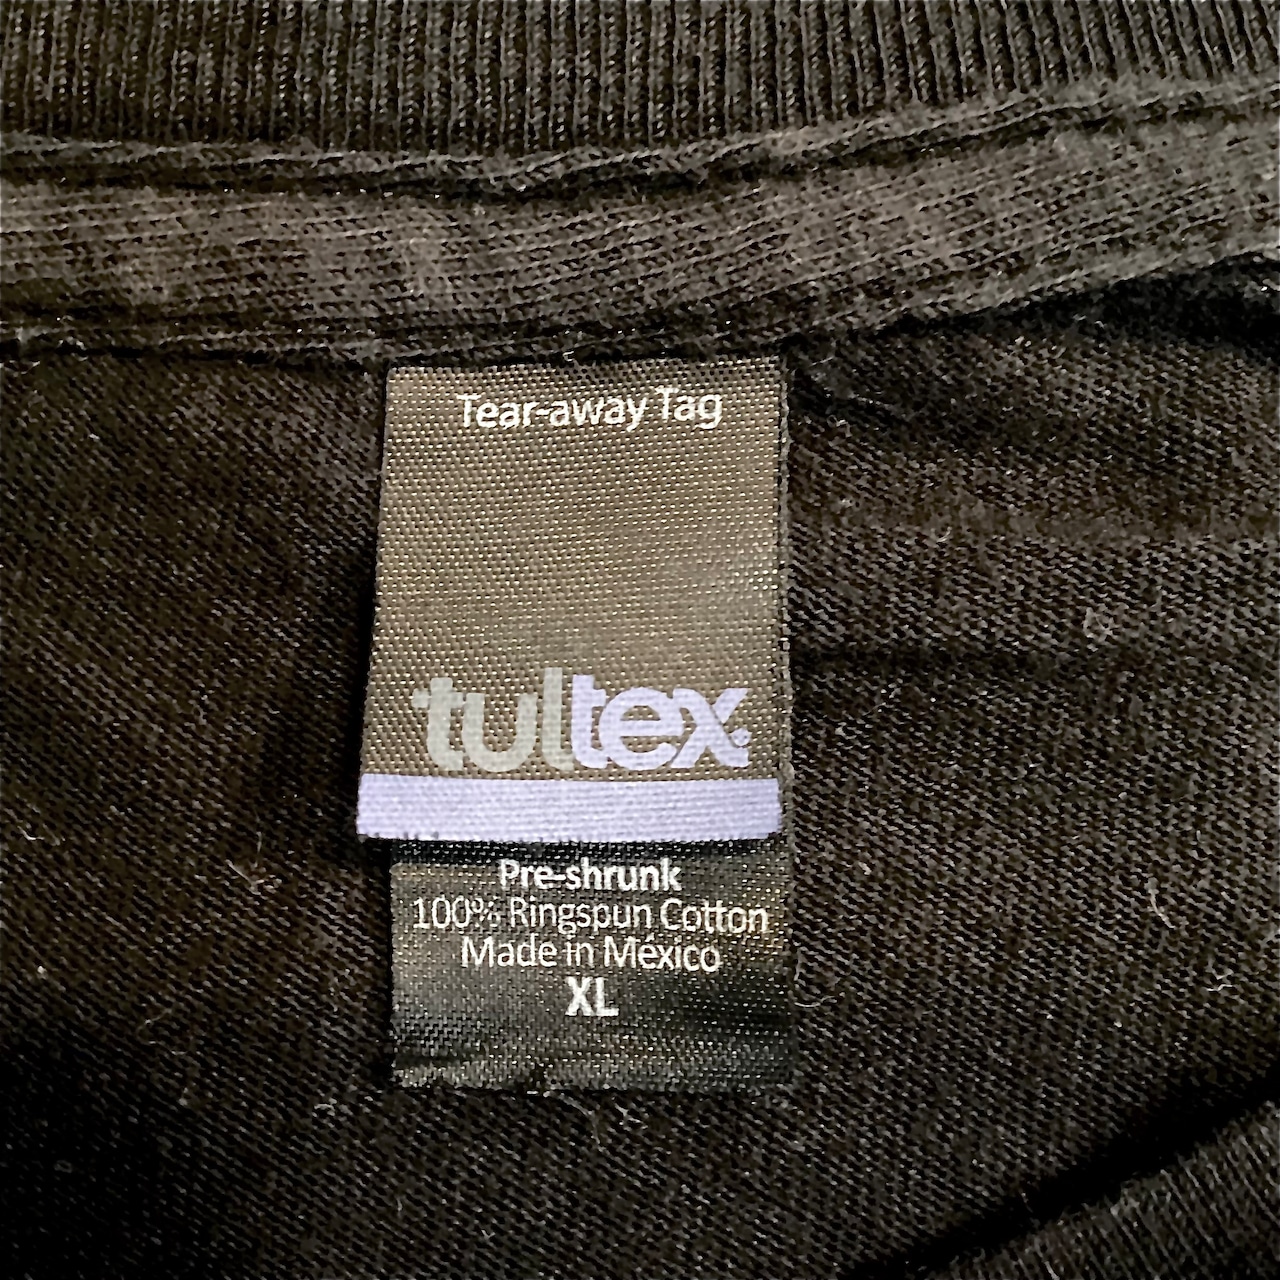 Tear-away Tag
tultex
Pre-shrunk
100% Ringspun Cotton
Made in México
XL